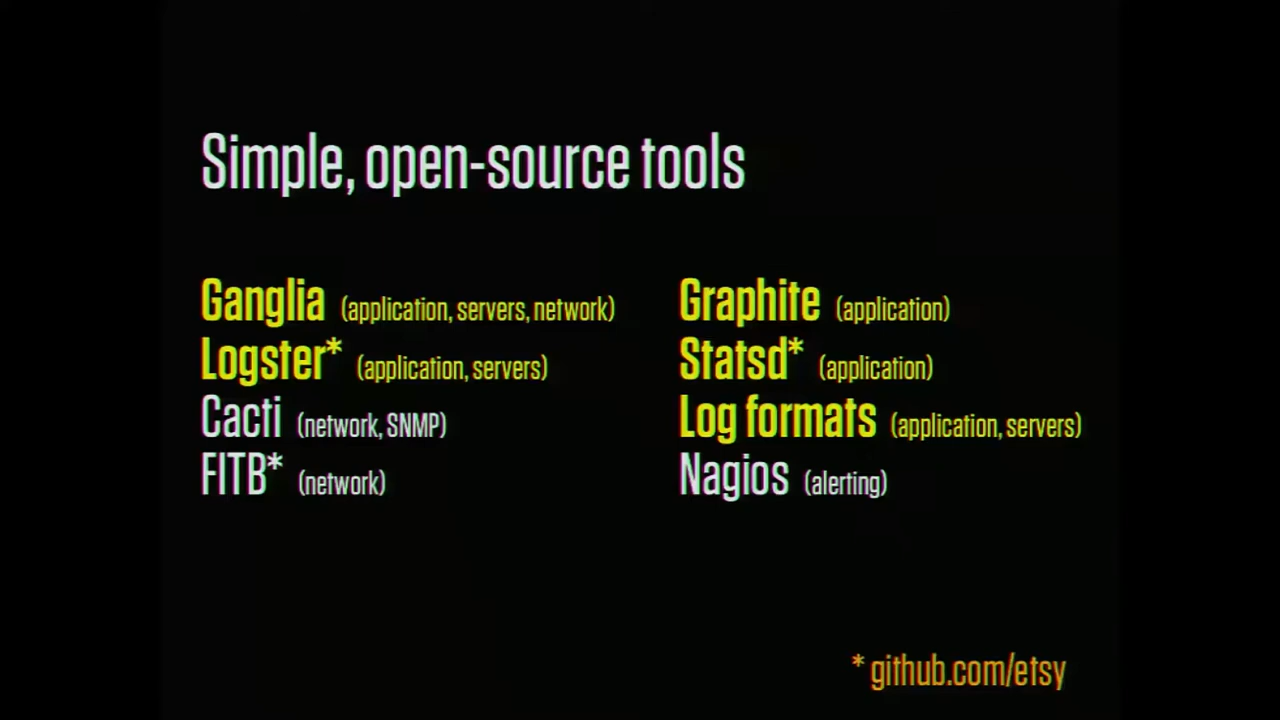 Simple, open-source tools
Ganglia (application, servers, network)
Logster* (application, servers)
Cacti (network, SNMP)
FITB* (network)
Graphite (application)
Statsd* (application)
Log formats (application, servers)
Nagios (alerting)
* github.com/etsy